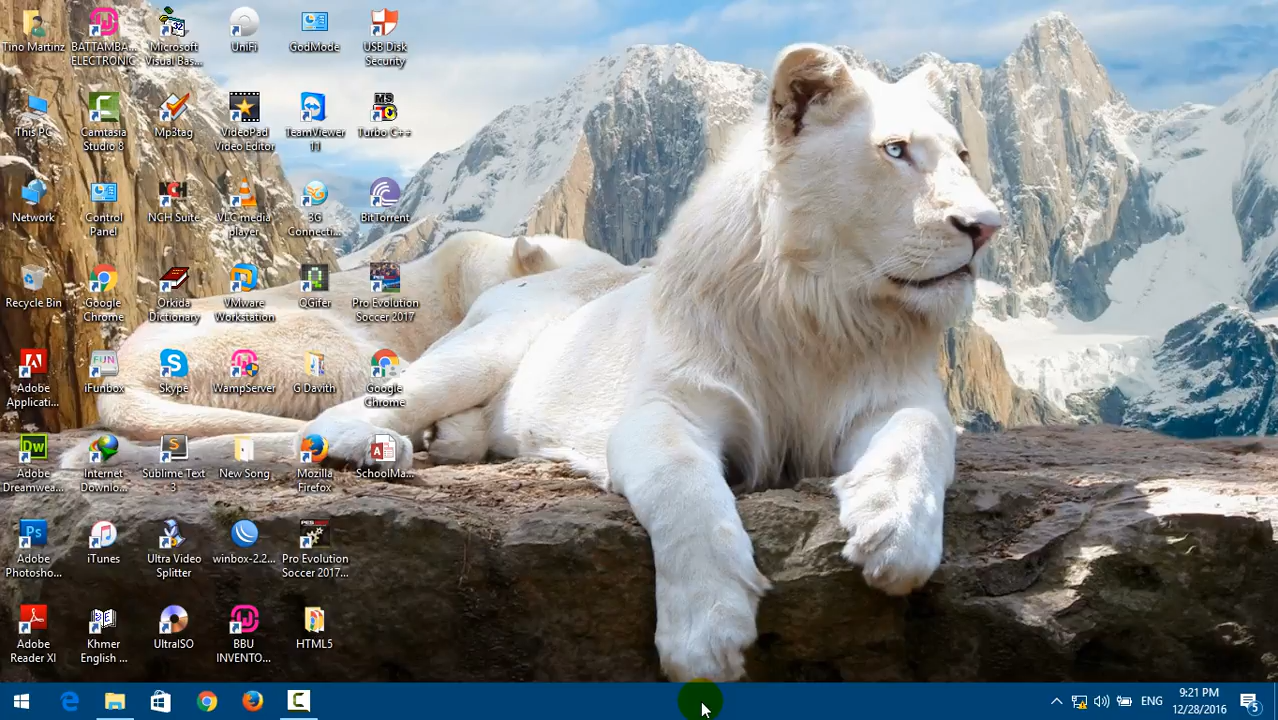 Tino Martinz
BATTAMBA...
ELECTRONIC
Microsoft
Visual Bas...
UniFi
GodMode
USB Disk
Security
This PC
Camtasia
Studio 8
Mp3tag
VideoPad
Video Editor
TeamViewer
11
MS
Turbo C++
Network
Control
Panel
NCH
NCH Suite
VLC media
player
3G
Connecti...
BitTorrent
Recycle Bin
Google
Chrome
Orkida
Dictionary
VMware
Workstation
QGifer
Pro Evolution
Soccer 2017
Adobe
Applicati...
FUN
iFunbox
Skype
WampServer
G Davith
Google
Chrome
Dw
Adobe
Dreamwea...
Internet
Downlo...
Sublime Text
3
New Song
Mozilla
Firefox
SchoolMa...
Ps
Adobe
Photosho...
iTunes
Ultra Video
Splitter
winbox-2.2...
Pro Evolution
Soccer 2017...
Adobe
Reader XI
Khmer
English ...
UltraISO
BBU
INVENTO...
HTML5
ENG
9:21 PM
12/28/2016
5